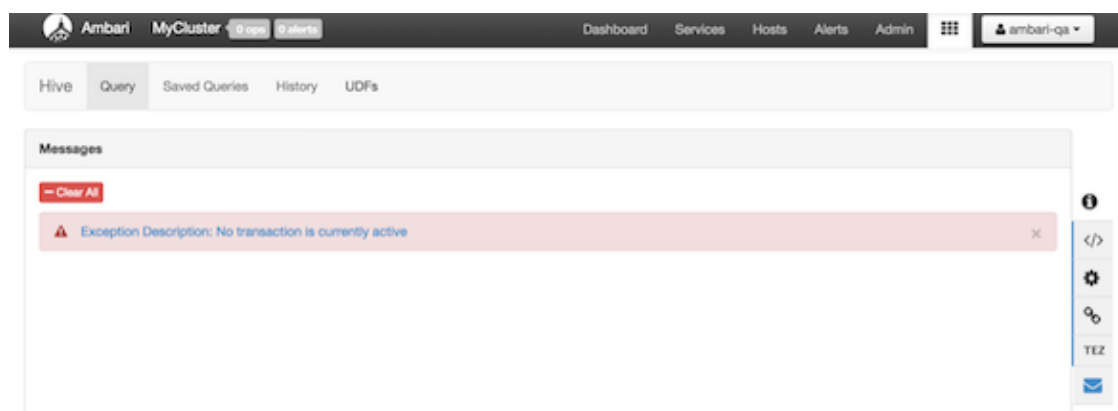 Ambari MyCluster 0 ops 0 alerts Dashboard Services Hosts Alerts Admin ambari-qa
Hive Query Saved Queries History UDFs
Messages
Clear All
Exception Description: No transaction is currently active ×
</>
TEZ